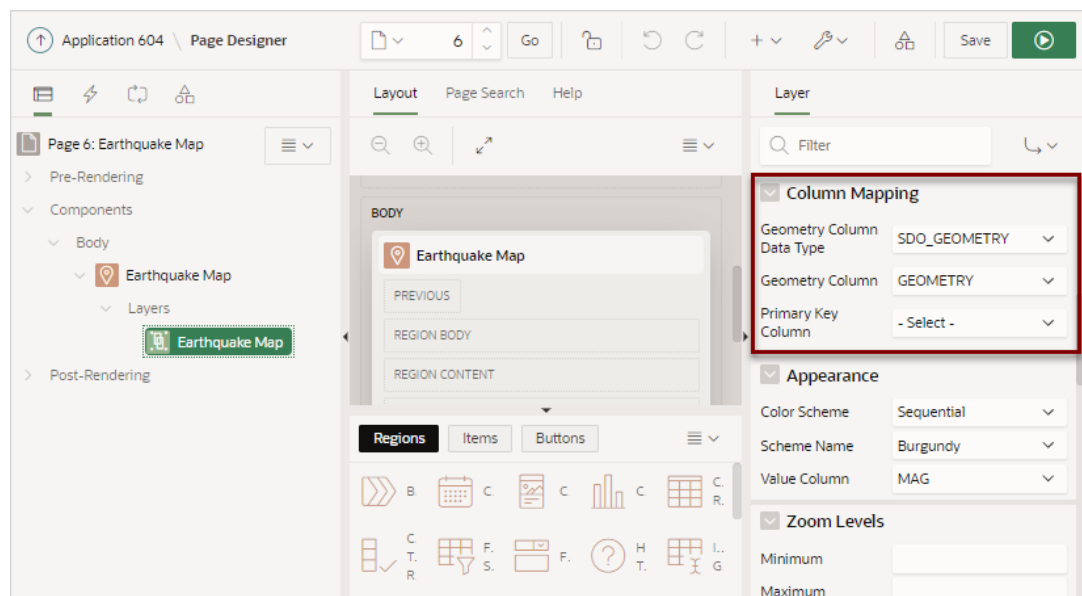 Application 604 \ Page Designer
6
Go
Save
Page 6: Earthquake Map
Pre-Rendering
Components
Body
Earthquake Map
Layers
Earthquake Map
Post-Rendering
Layout Page Search Help
BODY
Earthquake Map
PREVIOUS
REGION BODY
REGION CONTENT
Regions Items Buttons
B. C. C. C. C.
R.
C F. F. H I..
T. S. T. G
R
Layer
Filter
Column Mapping
Geometry Column
Data Type
SDO_GEOMETRY
Geometry Column GEOMETRY
Primary Key
Column
- Select -
Appearance
Color Scheme Sequential
Scheme Name Burgundy
Value Column MAG
Zoom Levels
Minimum
Maximum